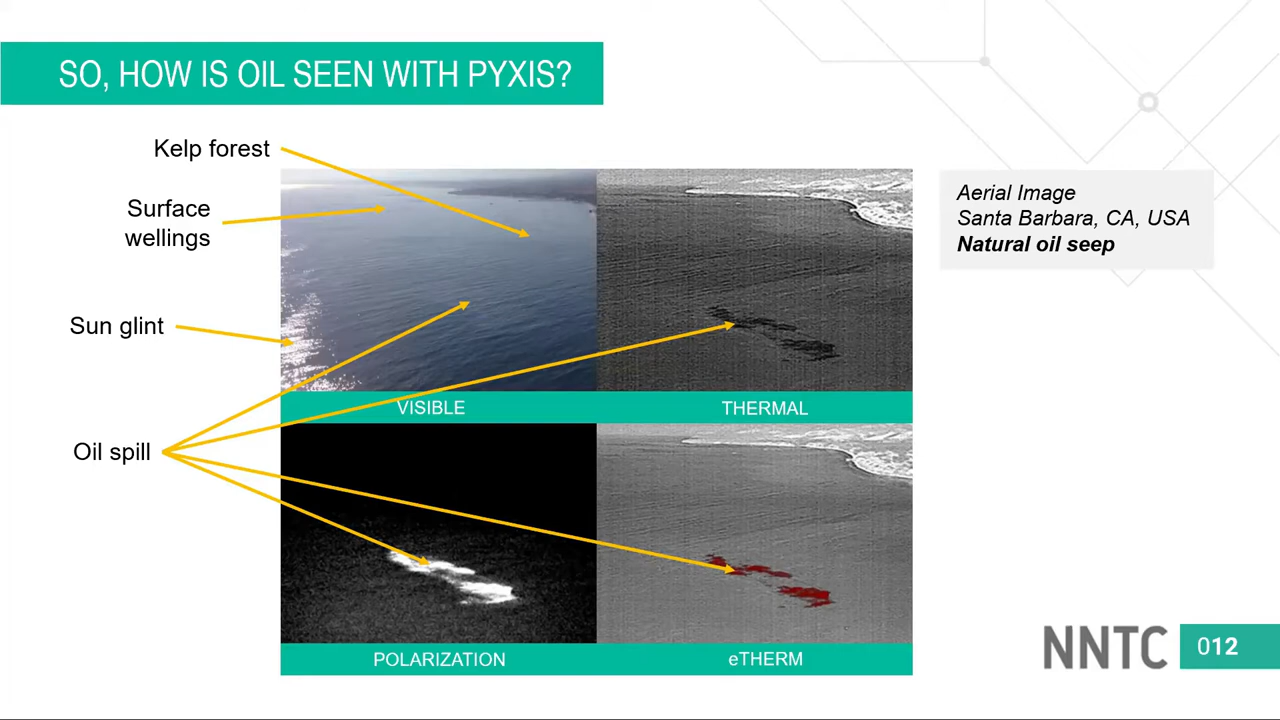 SO, HOW IS OIL SEEN WITH PYXIS?
Kelp forest
Surface
wellings
Sun glint
Oil spill
VISIBLE
THERMAL
POLARIZATION
eTHERM
Aerial Image
Santa Barbara, CA, USA
Natural oil seep
NNTC
012